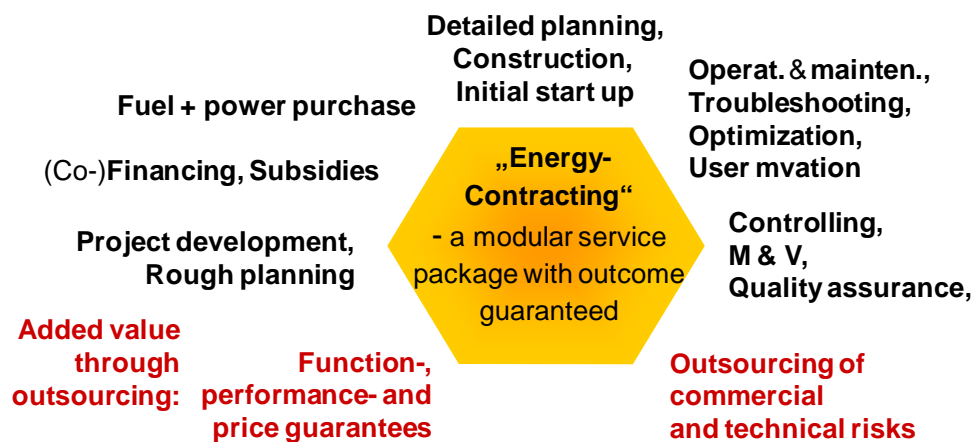 Detailed planning,
Construction,
Initial start up
Operat. & mainten.,
Troubleshooting,
Optimization,
User mvation
Fuel + power purchase
(Co-)Financing, Subsidies
Project development,
Rough planning
„Energy-
Contracting“
- a modular service
package with outcome
guaranteed
Controlling,
M & V,
Quality assurance,
Added value
through
outsourcing:
Function-,
performance- and
price guarantees
Outsourcing of
commercial
and technical risks